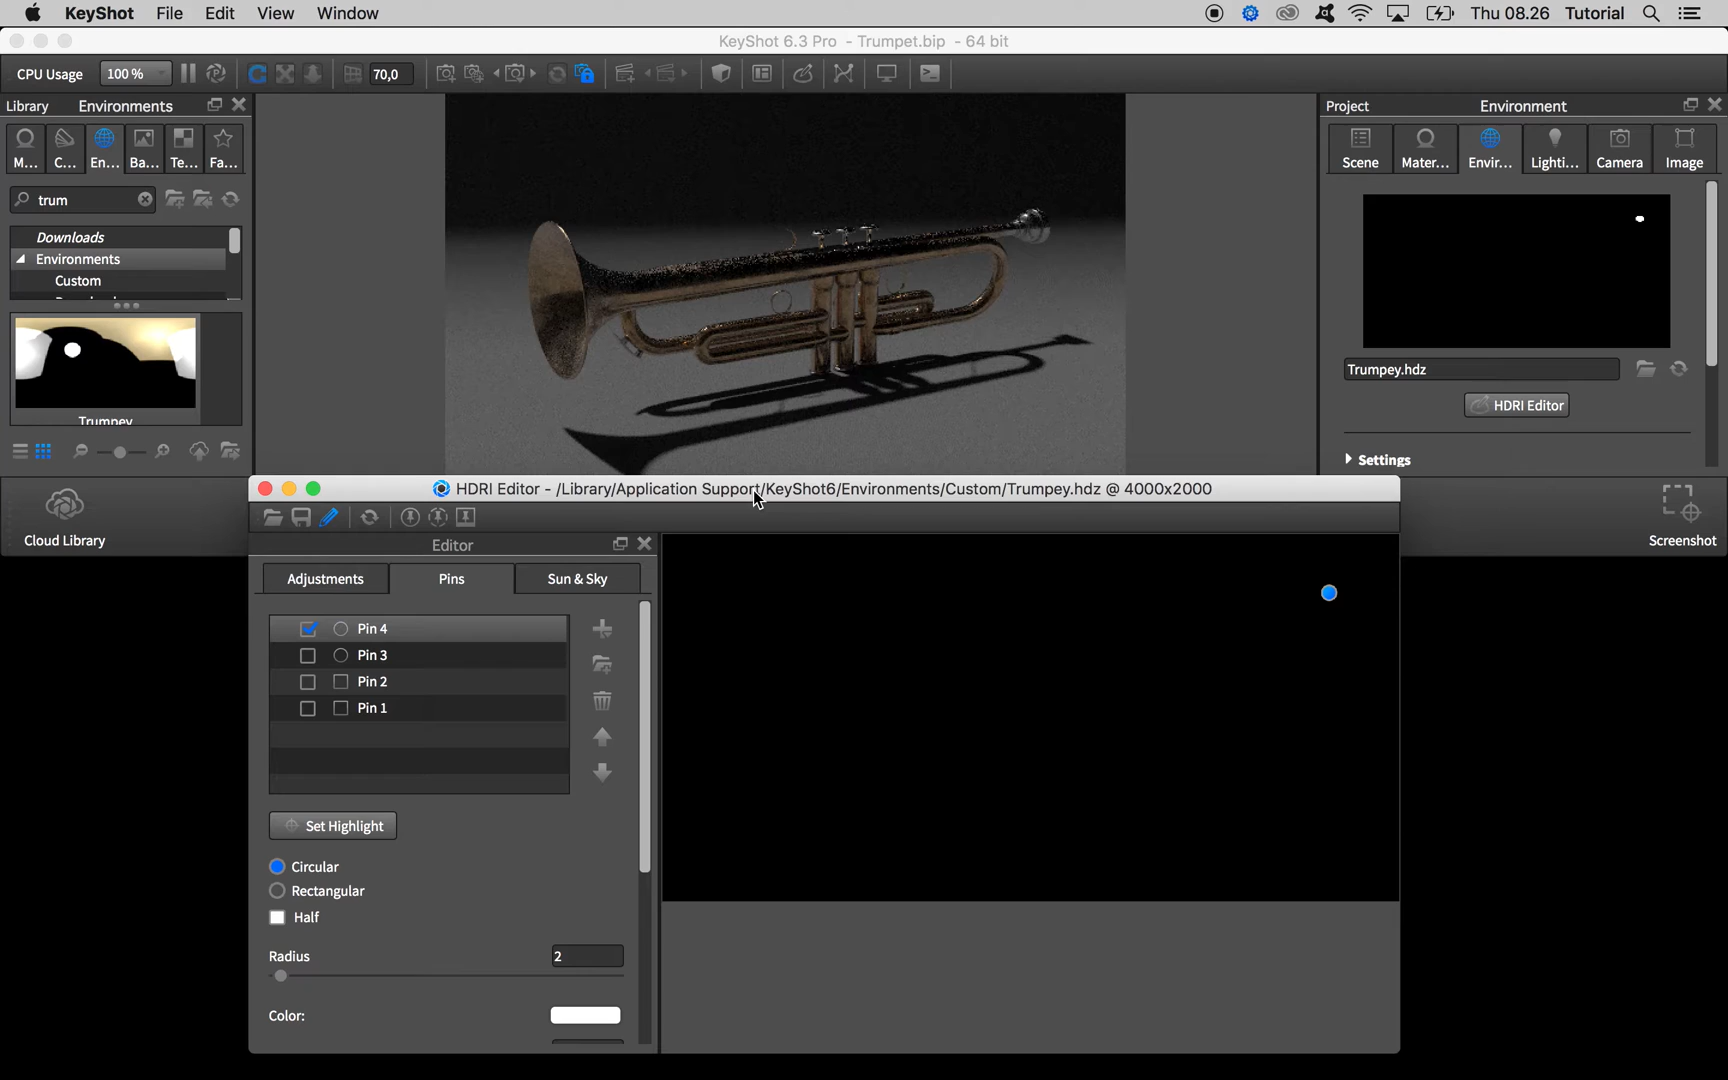 KeyShot File Edit View Window Thu 08.26 Tutorial
KeyShot 6.3 Pro - Trumpet.bip - 64 bit
CPU Usage 100 % 70,0
Library Environments
M... C... En... Ba... Te... Fa...
trum
Downloads
Environments
Custom
Trumpey
Cloud Library
Project Environment
Scene Mater... Envir... Lighti... Camera Image
Trumpey.hdz
HDRI Editor
Settings
Screenshot
HDRI Editor - /Library/Application Support/KeyShot6/Environments/Custom/Trumpey.hdz @ 4000x2000
Editor
Adjustments Pins Sun & Sky
Pin 4
Pin 3
Pin 2
Pin 1
Set Highlight
Circular
Rectangular
Half
Radius 2
Color: